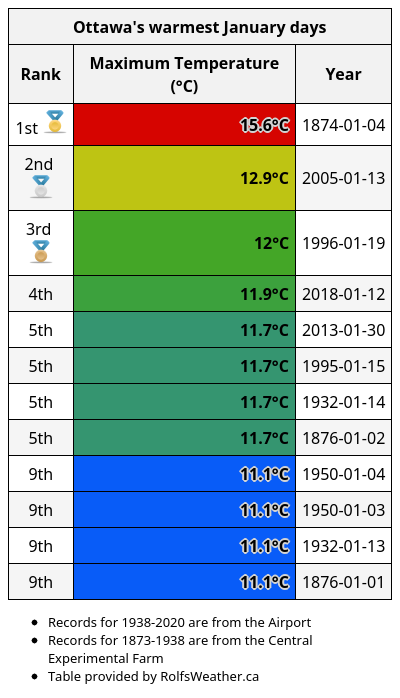 Ottawa's warmest January days
Rank Maximum Temperature (°C) Year
1st 15.6°C 1874-01-04
2nd 12.9°C 2005-01-13
3rd 12°C 1996-01-19
4th 11.9°C 2018-01-12
5th 11.7°C 2013-01-30
5th 11.7°C 1995-01-15
5th 11.7°C 1932-01-14
5th 11.7°C 1876-01-02
9th 11.1°C 1950-01-04
9th 11.1°C 1950-01-03
9th 11.1°C 1932-01-13
9th 11.1°C 1876-01-01
• Records for 1938-2020 are from the Airport
• Records for 1873-1938 are from the Central
Experimental Farm
• Table provided by RolfsWeather.ca